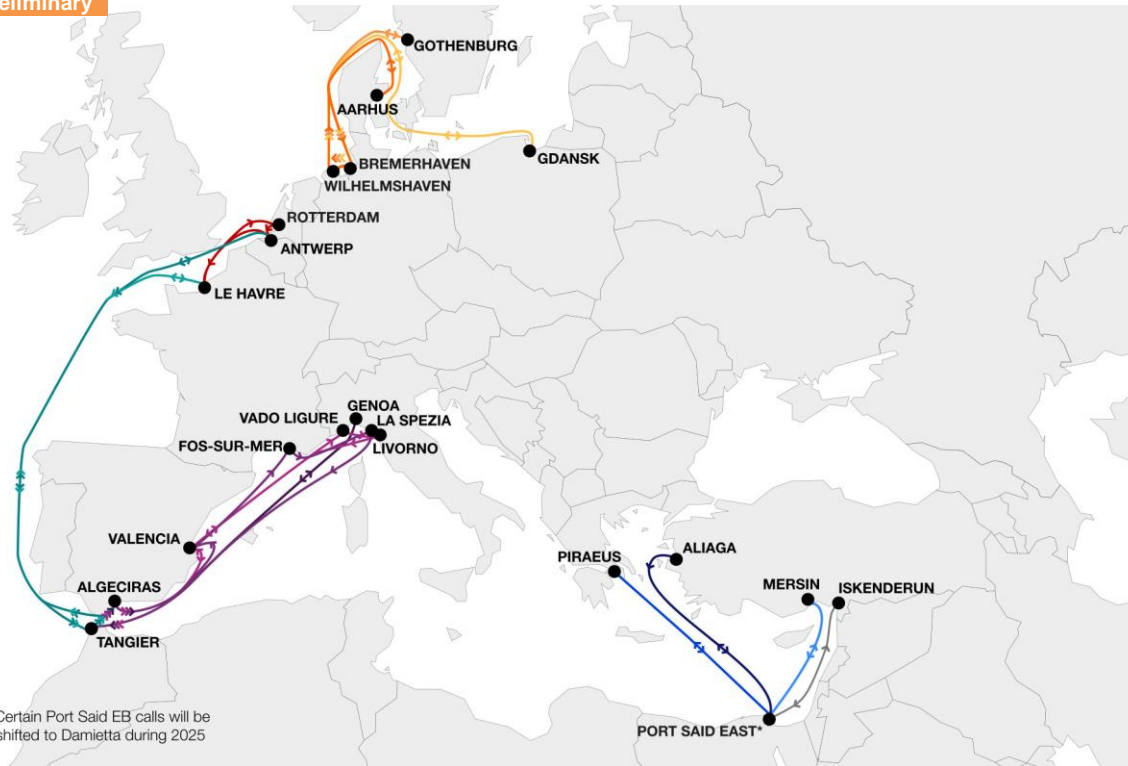 eliminary
GOTHENBURG
AARHUS
GDANSK
BREMERHAVEN
WILHELMSHAVEN
ROTTERDAM
ANTWERP
LE HAVRE
GENOA
VADO LIGURE
LA SPEZIA
FOS-SUR-MER
LIVORNO
VALENCIA
PIRAEUS
ALIAGA
ALGECIRAS
MERSIN
ISKENDERUN
TANGIER
PORT SAID EAST*
Certain Port Said EB calls will be
shifted to Damietta during 2025